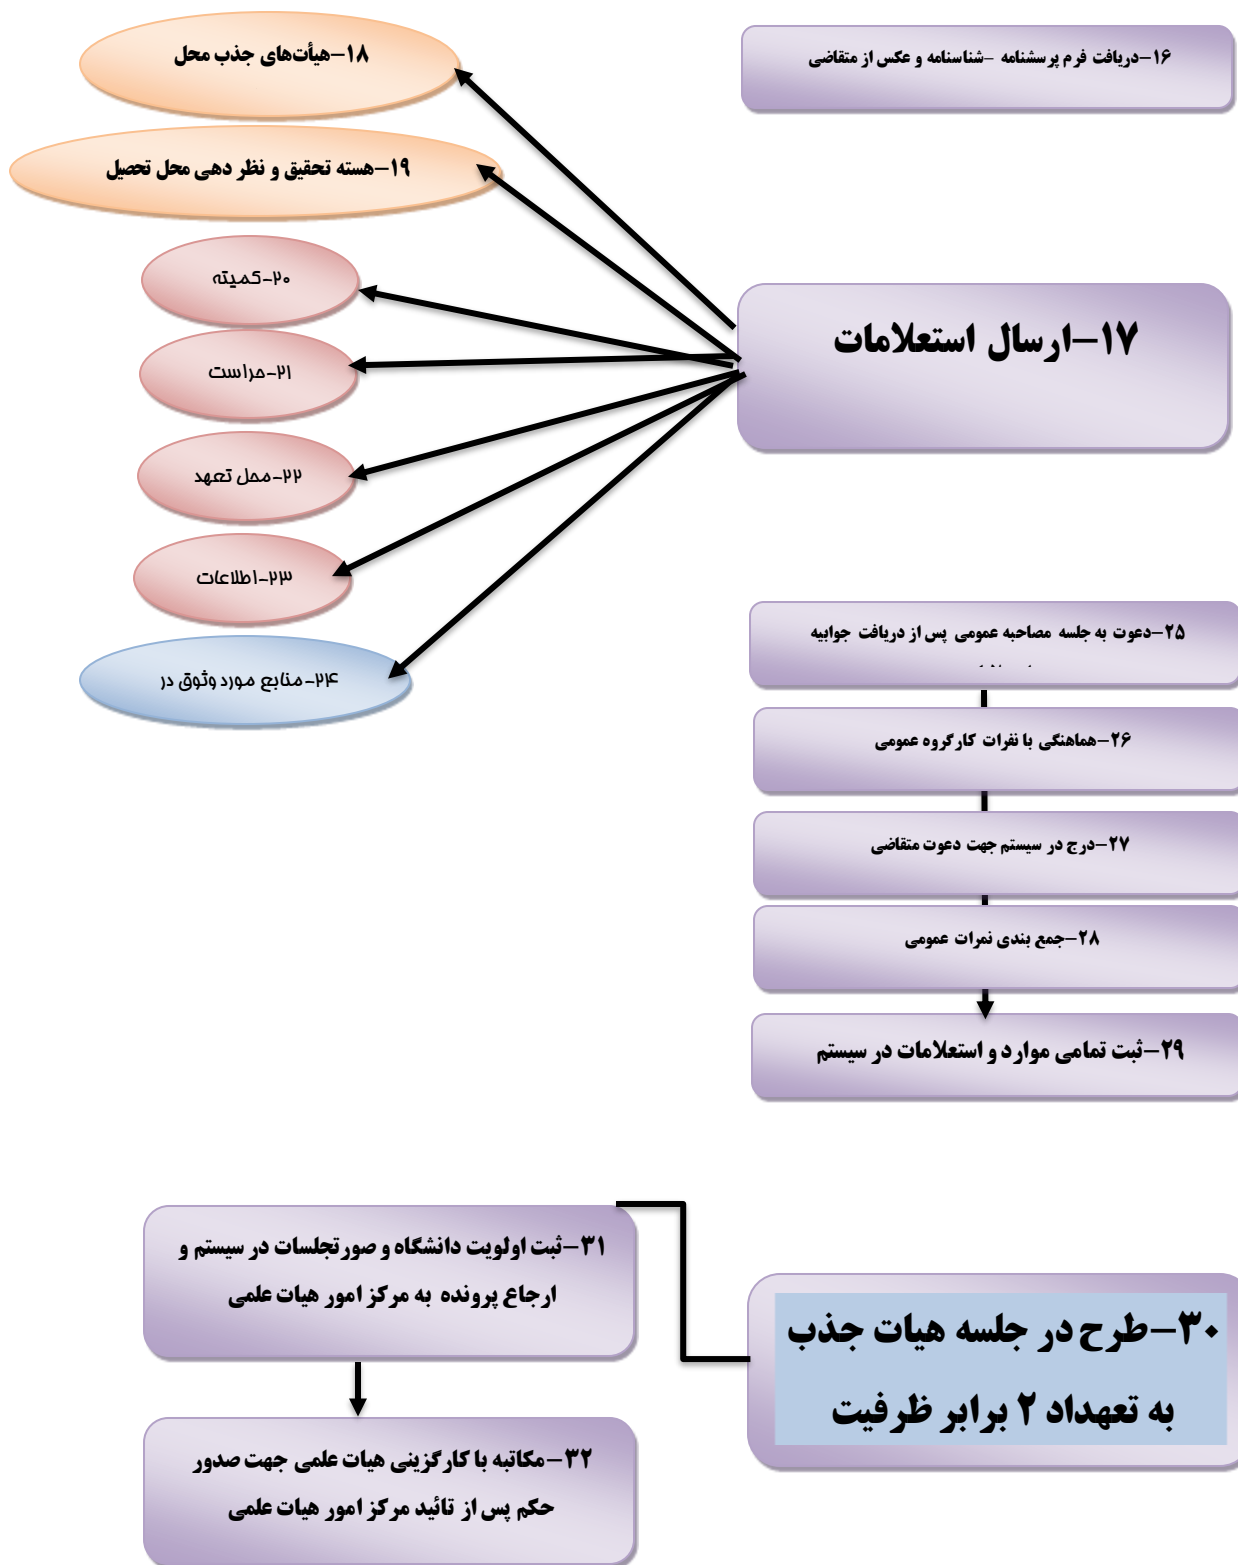 ۱۶-دریافت فرم پرسشنامه -شناسنامه و عکس از متقاضی
۱۷-ارسال استعلامات
۱۸-هیأت‌های جذب محل
۱۹-هسته تحقیق و نظر دهی محل تحصیل
۲۰-کمیته
۲۱-حراست
۲۲-محل تعهد
۲۳-اطلاعات
۲۴-منابع مورد وثوق در
۲۵-دعوت به جلسه مصاحبه عمومی پس از دریافت جوابیه
۲۶-هماهنگی با نفرات کارگروه عمومی
۲۷-درج در سیستم جهت دعوت متقاضی
۲۸-جمع بندی نمرات عمومی
۲۹-ثبت تمامی موارد و استعلامات در سیستم
۳۰-طرح در جلسه هیات جذب
به تعهداد ۲ برابر ظرفیت
۳۱-ثبت اولویت دانشگاه و صورتجلسات در سیستم و
ارجاع پرونده به مرکز امور هیات علمی
۳۲-مکاتبه با کارگزینی هیات علمی جهت صدور
حکم پس از تائید مرکز امور هیات علمی